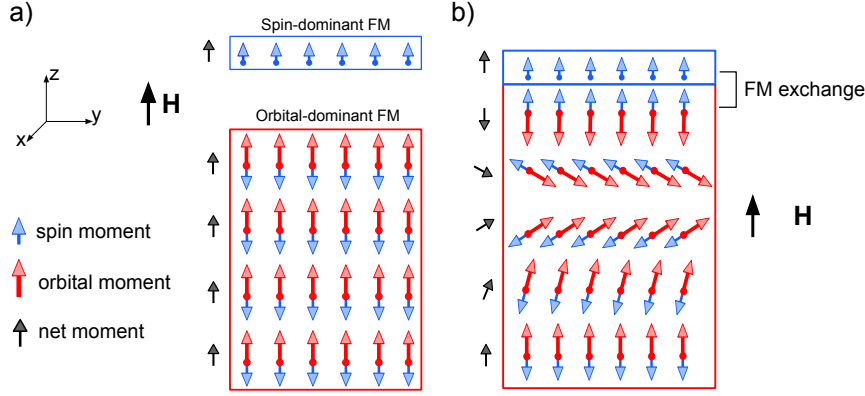 a)
Spin-dominant FM
z
y
x
H
Orbital-dominant FM
spin moment
orbital moment
net moment
b)
FM exchange
H